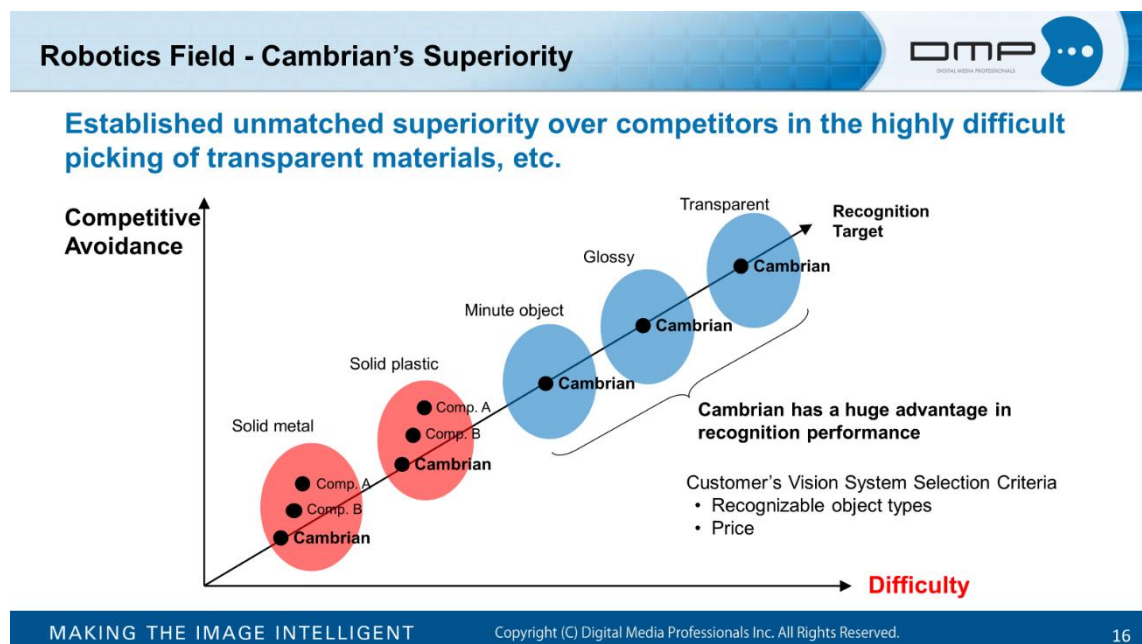 Robotics Field - Cambrian's Superiority
DMP
DIGITAL MEDIA PROFESSIONALS
Established unmatched superiority over competitors in the highly difficult
picking of transparent materials, etc.
Competitive
Avoidance
Transparent
Recognition
Target
Cambrian
Glossy
Cambrian
Minute object
Cambrian
Solid plastic
Comp. A
Comp. B
Cambrian
Solid metal
Comp. A
Comp. B
Cambrian
Cambrian has a huge advantage in
recognition performance
Customer's Vision System Selection Criteria
• Recognizable object types
• Price
Difficulty
MAKING THE IMAGE INTELLIGENT
Copyright (C) Digital Media Professionals Inc. All Rights Reserved.
16